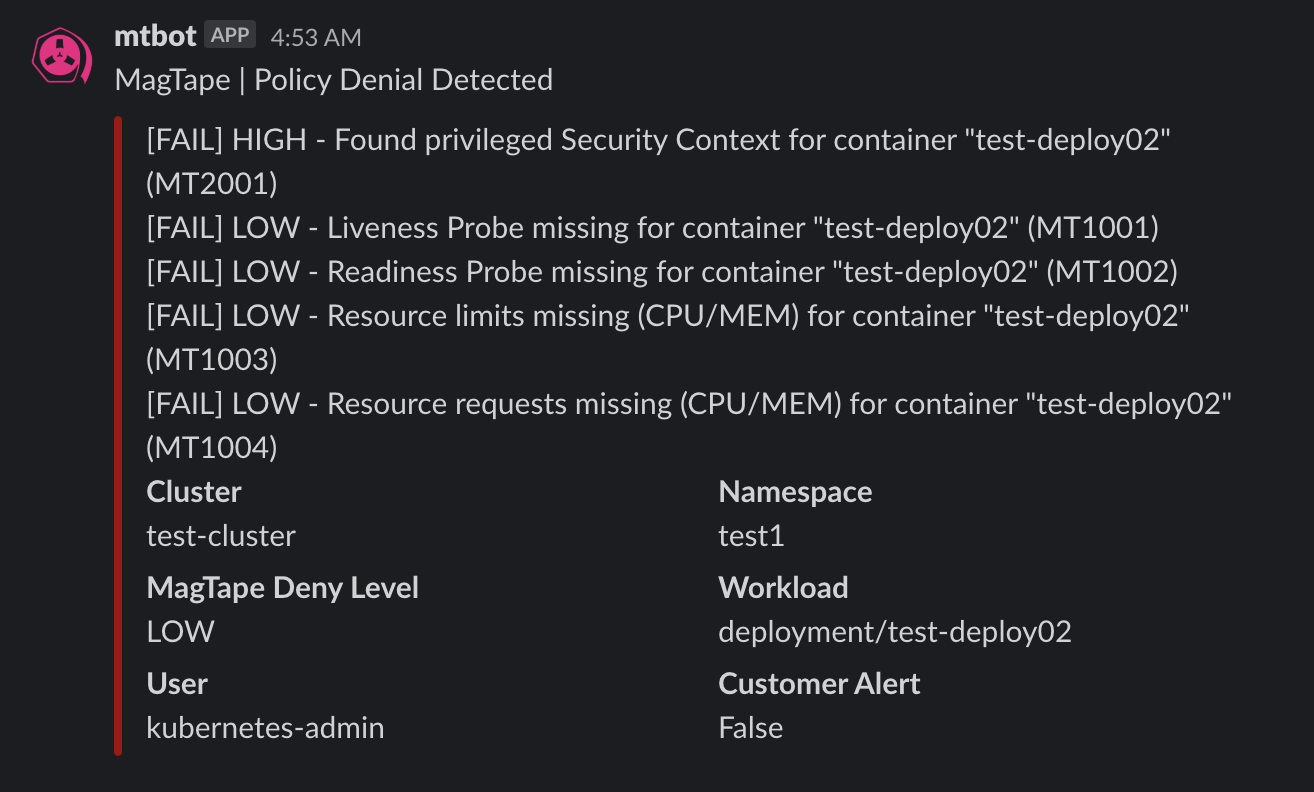 mtbot APP 4:53 AM
MagTape | Policy Denial Detected
[FAIL] HIGH - Found privileged Security Context for container "test-deploy02"
(MT2001)
[FAIL] LOW - Liveness Probe missing for container "test-deploy02" (MT1001)
[FAIL] LOW - Readiness Probe missing for container "test-deploy02" (MT1002)
[FAIL] LOW - Resource limits missing (CPU/MEM) for container "test-deploy02"
(MT1003)
[FAIL] LOW - Resource requests missing (CPU/MEM) for container "test-deploy02"
(MT1004)
Cluster Namespace
test-cluster test1
MagTape Deny Level Workload
LOW deployment/test-deploy02
User Customer Alert
kubernetes-admin False